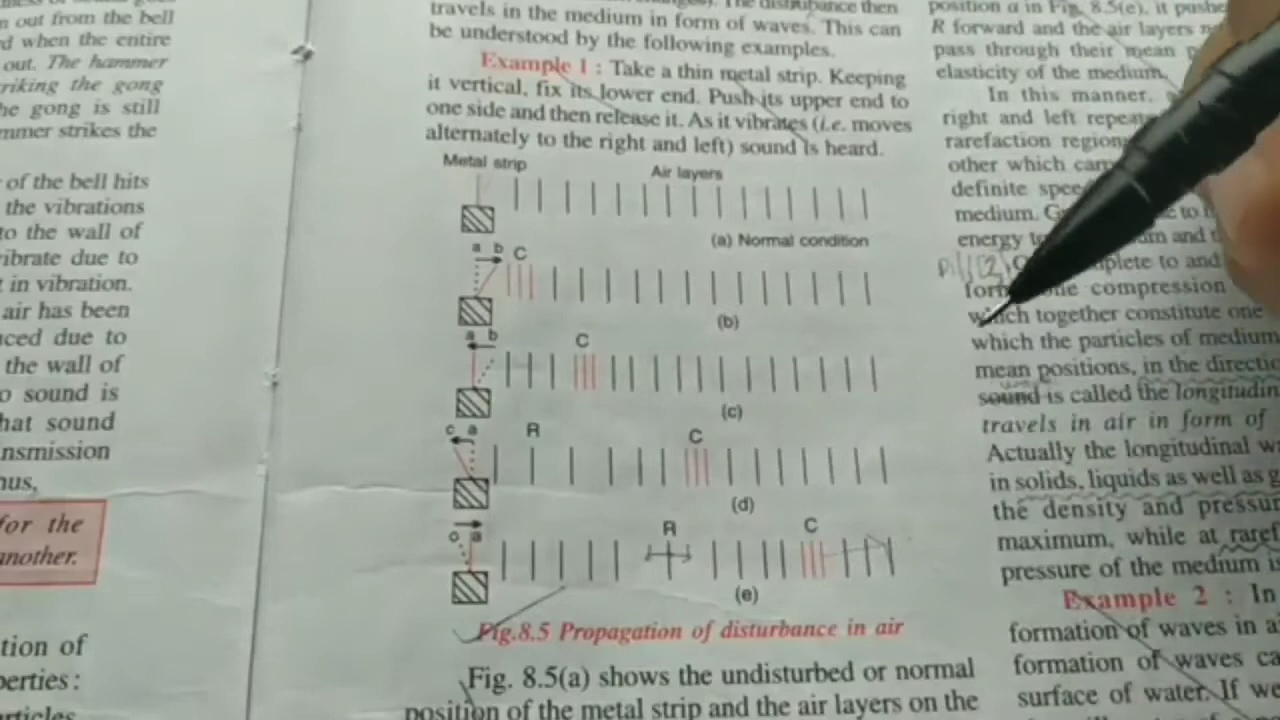 n out from the bell
d when the entire
out. The hammer
riking the gong
he gong is still
mmer strikes the
of the bell hits
the vibrations
to the wall of
vibrate due to
t in vibration.
air has been
uced due to
the wall of
o sound is
hat sound
nsmission
hus,
for the
another.
tion of
perties :
articles
travels in the medium in form of waves. This can
be understood by the following examples.
Example 1 : Take a thin metal strip. Keeping
it vertical, fix its lower end. Push its upper end to
one side and then release it. As it vibrates (i.e. moves
alternately to the right and left) sound is heard.
Metal strip Air layers
(a) Normal condition
a b C
(b)
a b C
(c)
c a R C
(d)
o a R C
(e)
Fig.8.5 Propagation of disturbance in air
Fig. 8.5(a) shows the undisturbed or normal
position of the metal strip and the air layers on the
position a in Fig. 8.5(e), it pushe
R forward and the air layers
pass through their mean p
elasticity of the medium.
In this manner,
right and left repeate
rarefaction region
other which carr
definite spee
medium.
energy to
form one compression
which together constitute one
which the particles of medium
mean positions, in the directio
sound is called the longitudin
travels in air in form of
Actually the longitudinal w
in solids, liquids as well as g
the density and pressur
maximum, while at raref
pressure of the medium is
Example 2 : In
formation of waves in a
formation of waves ca
surface of water. If we